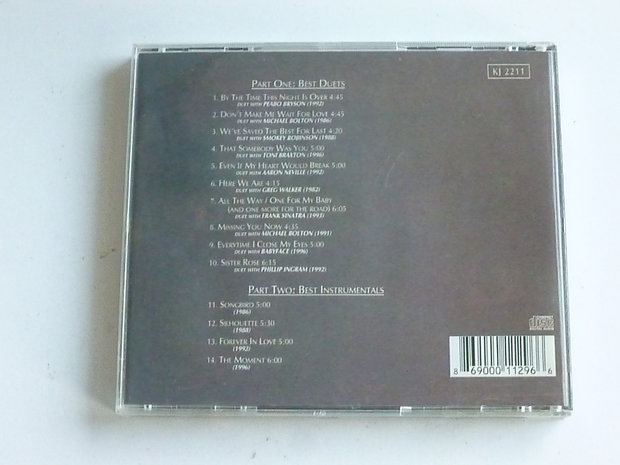 KJ 2211
PART ONE: BEST DUETS
1. BY THE TIME THIS NIGHT IS OVER 4:45
DUET WITH PEABO BRYSON (1992)
2. DON'T MAKE ME WAIT FOR LOVE 4:45
DUET WITH MICHAEL BOLTON (1986)
3. WE'VE SAVED THE BEST FOR LAST 4:20
DUET WITH SMOKEY ROBINSON (1988)
4. THAT SOMEBODY WAS YOU 5:00
DUET WITH TONI BRAXTON (1996)
5. EVEN IF MY HEART WOULD BREAK 5:00
DUET WITH AARON NEVILLE (1992)
6. HERE WE ARE 4:15
DUET WITH GREG WALKER (1982)
7. ALL THE WAY / ONE FOR MY BABY
(AND ONE MORE FOR THE ROAD) 6:05
DUET WITH FRANK SINATRA (1993)
8. MISSING YOU NOW 4:35
DUET WITH MICHAEL BOLTON (1991)
9. EVERYTIME I CLOSE MY EYES 5:00
DUET WITH BABYFACE (1996)
10. SISTER ROSE 6:15
DUET WITH PHILLIP INGRAM (1992)
PART TWO: BEST INSTRUMENTALS
11. SONGBIRD 5:00
(1986)
12. SILHOUETTE 5:30
(1988)
13. FOREVER IN LOVE 5:00
(1992)
14. THE MOMENT 6:00
(1996)
COMPACT
disc
DIGITAL AUDIO
8 69000 11296 6